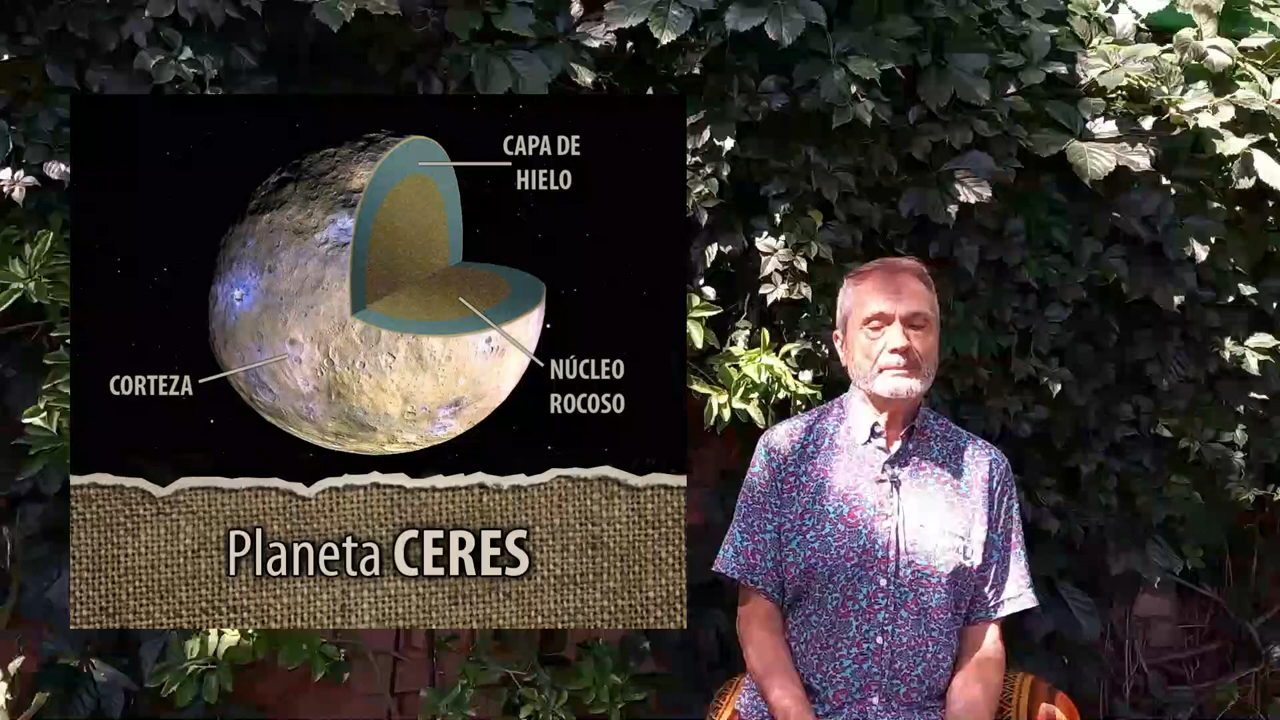 CAPA DE
HIELO
CORTEZA
NÚCLEO
ROCOSO
Planeta CERES